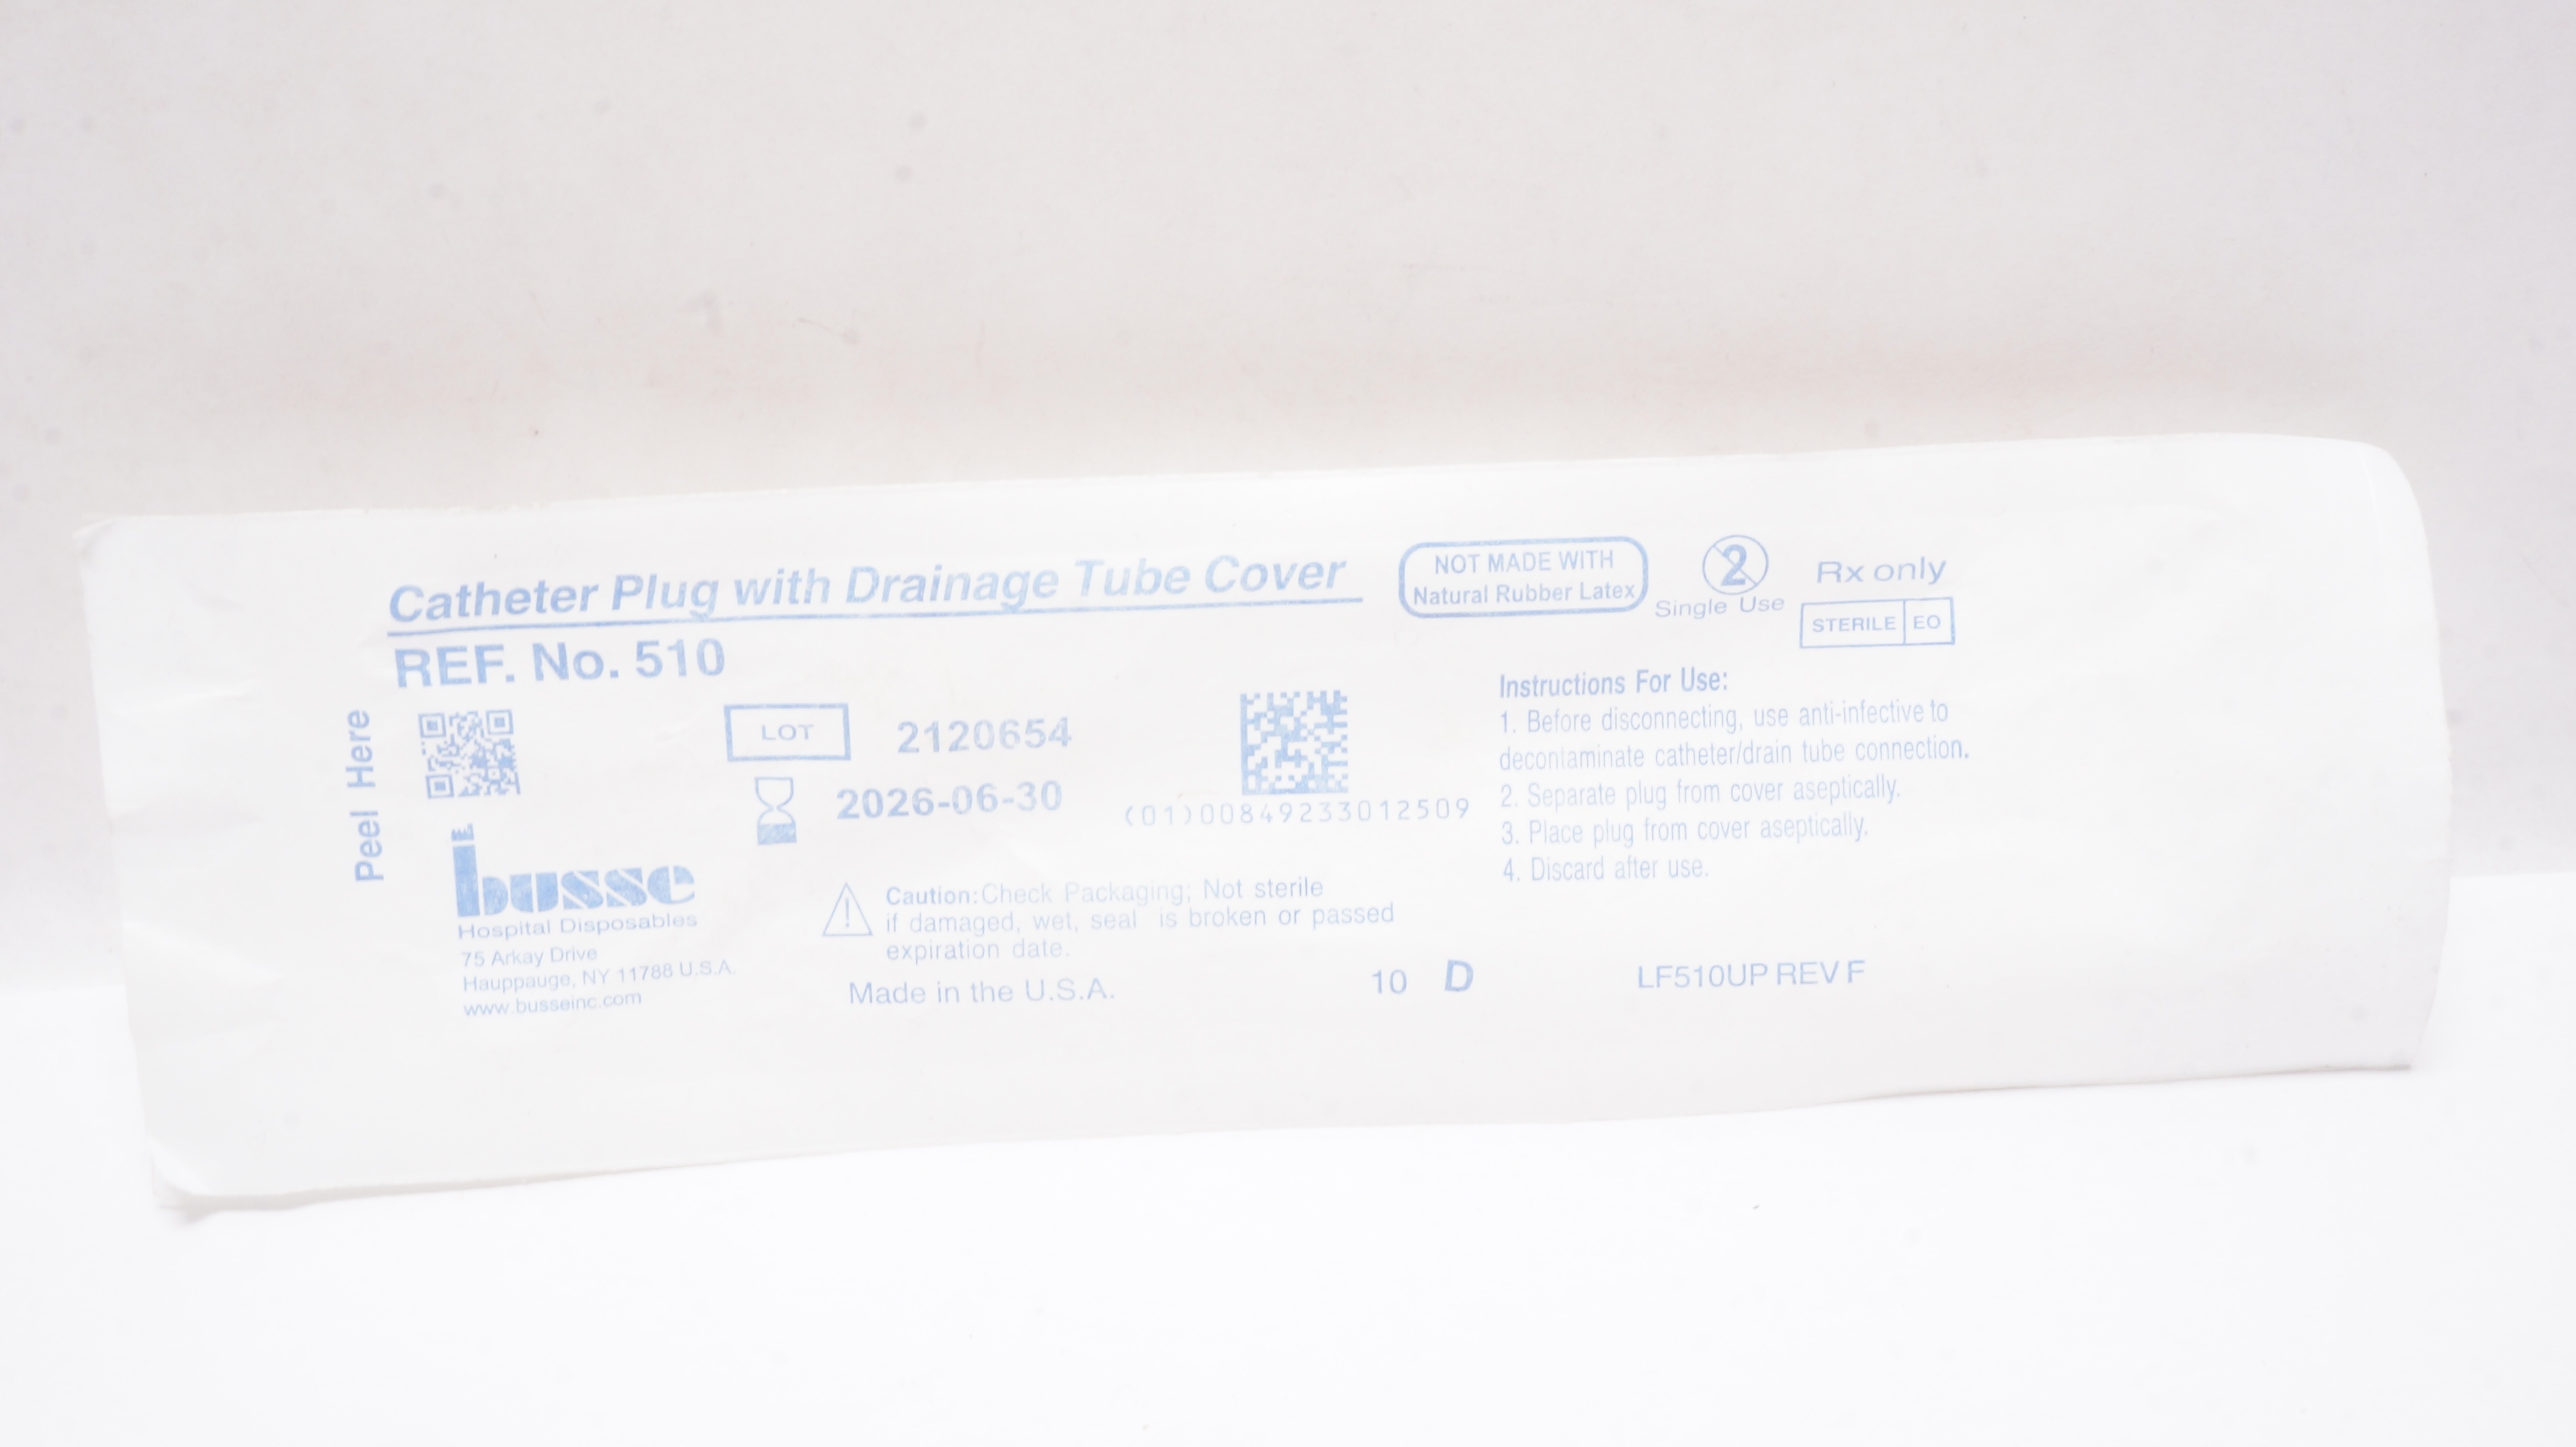 Catheter Plug with Drainage Tube Cover
REF. No. 510
NOT MADE WITH
Natural Rubber Latex
2
Single Use
Rx only
STERILE EO
Peel Here
LOT 2120654
2026-06-30
(01)00849233012509
busse
Hospital Disposables
75 Arkay Drive
Hauppauge, NY 11788 U.S.A.
www.busseinc.com
Caution: Check Packaging; Not sterile
if damaged, wet, seal is broken or passed
expiration date.
Made in the U.S.A.
Instructions For Use:
1. Before disconnecting, use anti-infective to
decontaminate catheter/drain tube connection.
2. Separate plug from cover aseptically.
3. Place plug from cover aseptically.
4. Discard after use.
10 D
LF510UP REV F